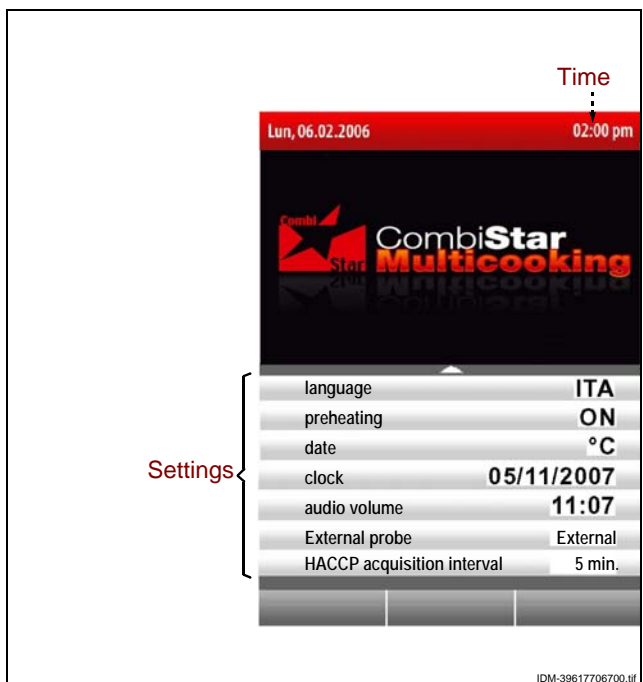 Time
Lun, 06.02.2006 02:00 pm
Combi
Star
CombiStar
Multicooking
language ITA
preheating ON
date °C
clock 05/11/2007
audio volume 11:07
External probe External
HACCP acquisition interval 5 min.
Settings
IDM-39617706700.tif